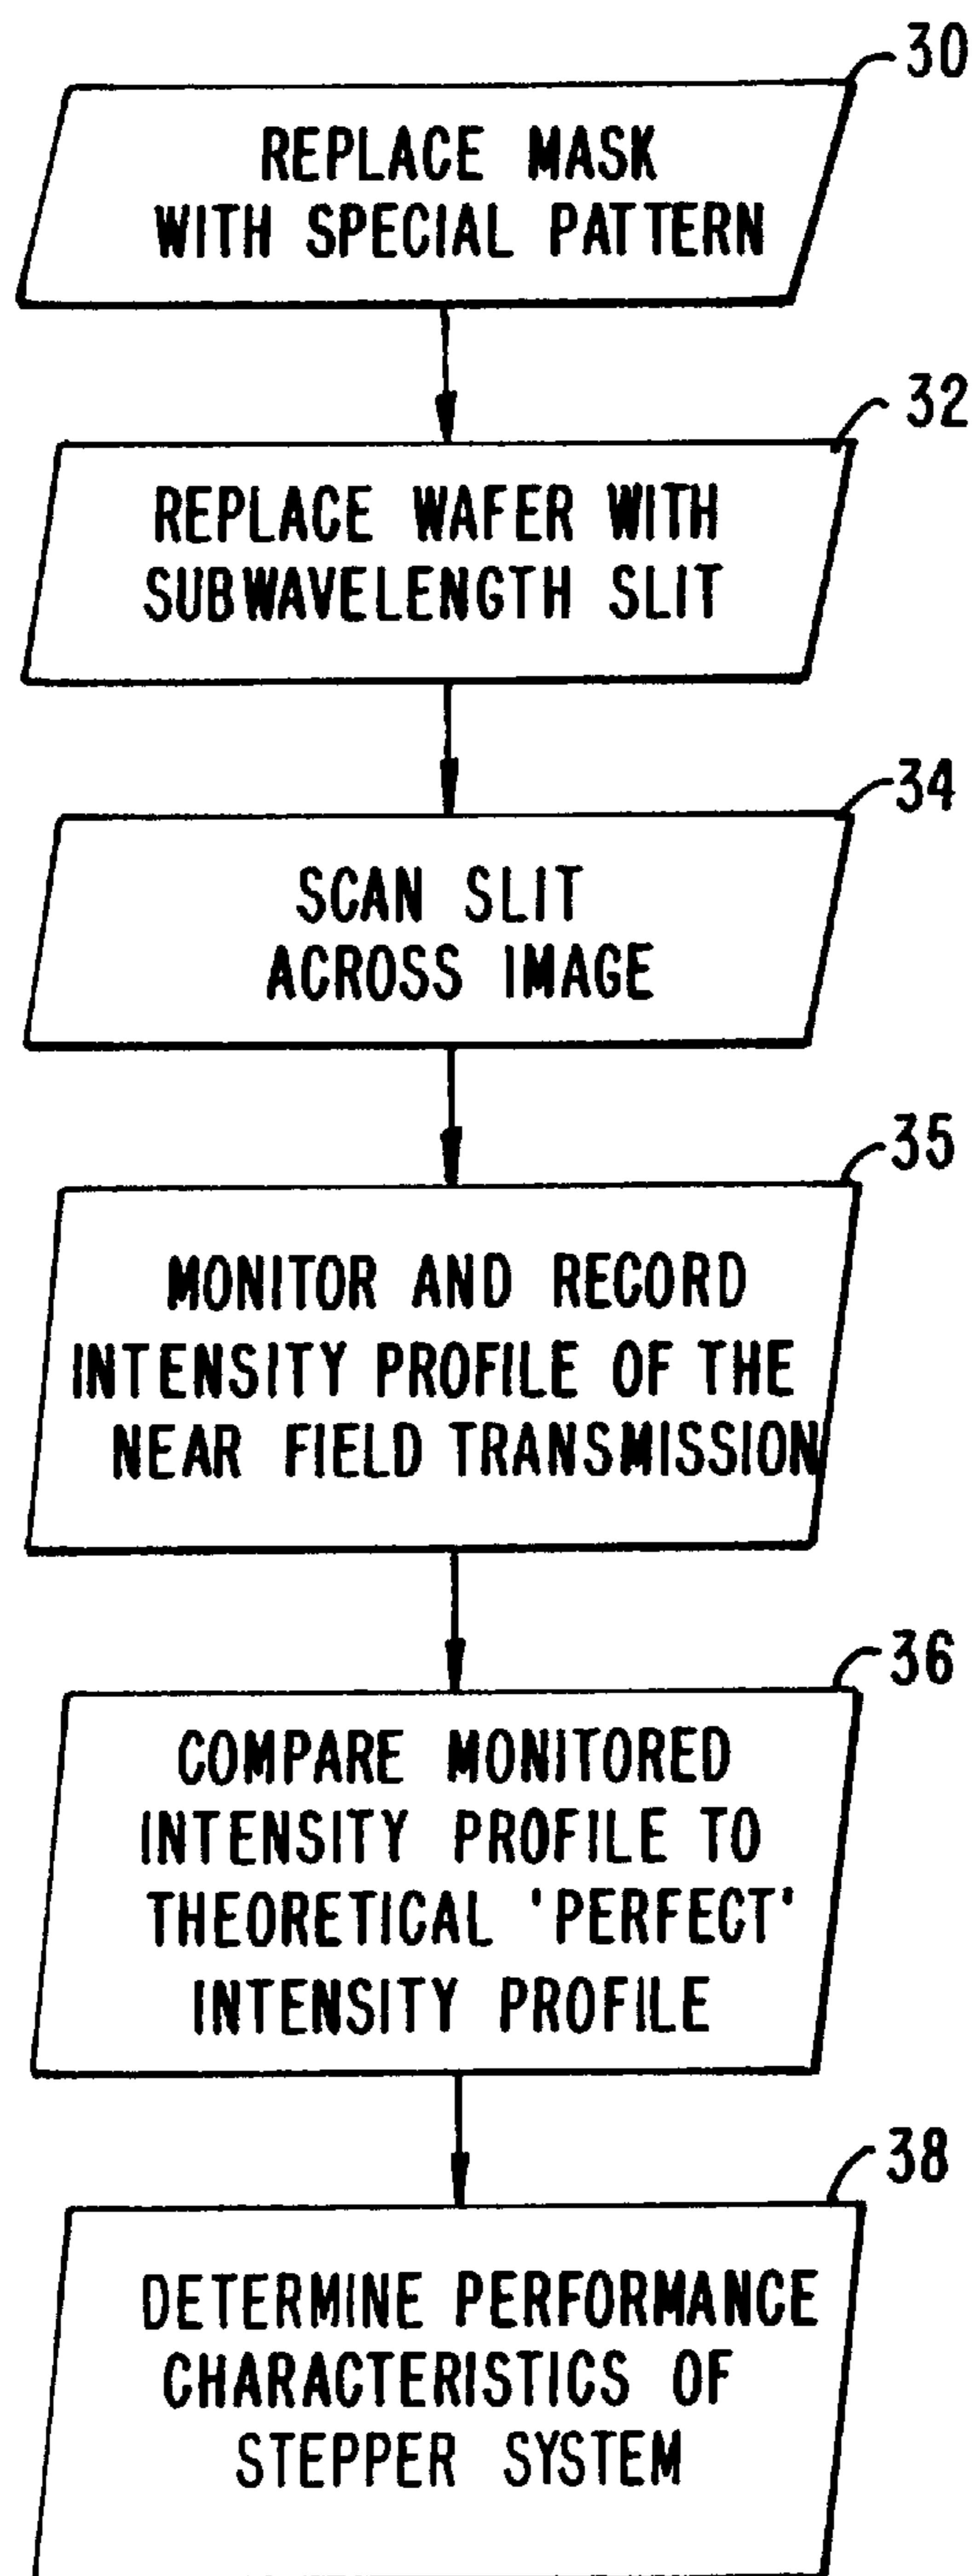 30
REPLACE MASK
WITH SPECIAL PATTERN
32
REPLACE WAFER WITH
SUBWAVELENGTH SLIT
34
SCAN SLIT
ACROSS IMAGE
35
MONITOR AND RECORD
INTENSITY PROFILE OF THE
NEAR FIELD TRANSMISSION
36
COMPARE MONITORED
INTENSITY PROFILE TO
THEORETICAL 'PERFECT'
INTENSITY PROFILE
38
DETERMINE PERFORMANCE
CHARACTERISTICS OF
STEPPER SYSTEM